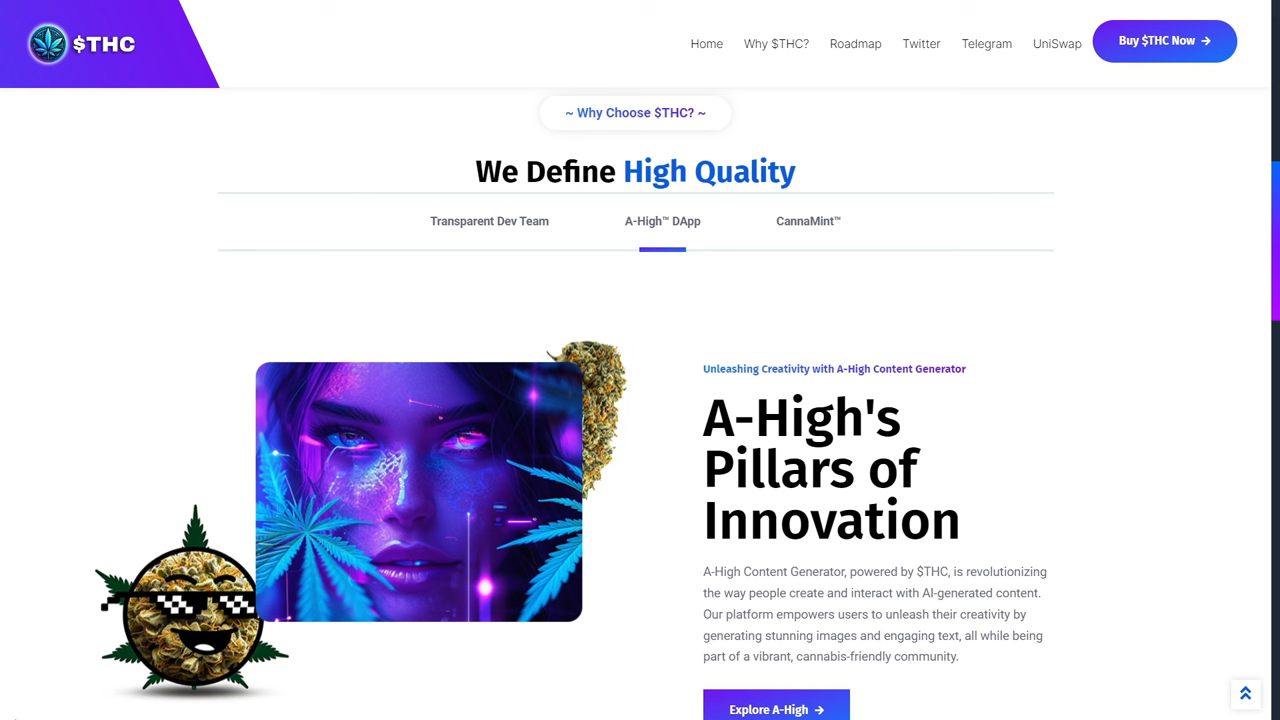 $THC
Home
Why $THC?
Roadmap
Twitter
Telegram
UniSwap
Buy $THC Now
~ Why Choose $THC? ~
We Define High Quality
Transparent Dev Team
A-High™ DApp
CannaMint™
Unleashing Creativity with A-High Content Generator
A-High's
Pillars of
Innovation
A-High Content Generator, powered by $THC, is revolutionizing
the way people create and interact with AI-generated content.
Our platform empowers users to unleash their creativity by
generating stunning images and engaging text, all while being
part of a vibrant, cannabis-friendly community.
Explore A-High